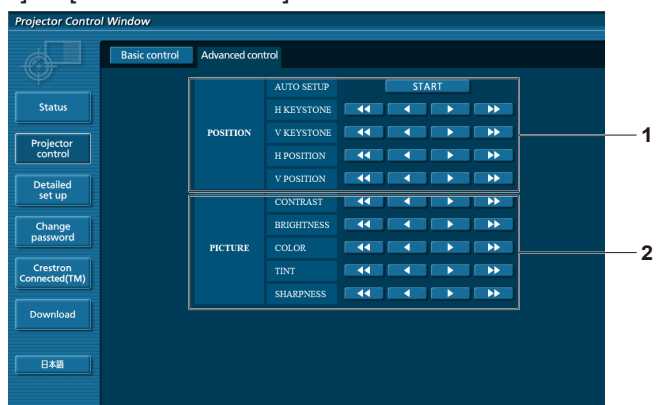 Projector Control Window
Basic control
Advanced control
Status
Projector
control
Detailed
set up
Change
password
Crestron
Connected(TM)
Download
日本語
POSITION
AUTO SETUP START
H KEYSTONE
V KEYSTONE
H POSITION
V POSITION
1
PICTURE
CONTRAST
BRIGHTNESS
COLOR
TINT
SHARPNESS
2